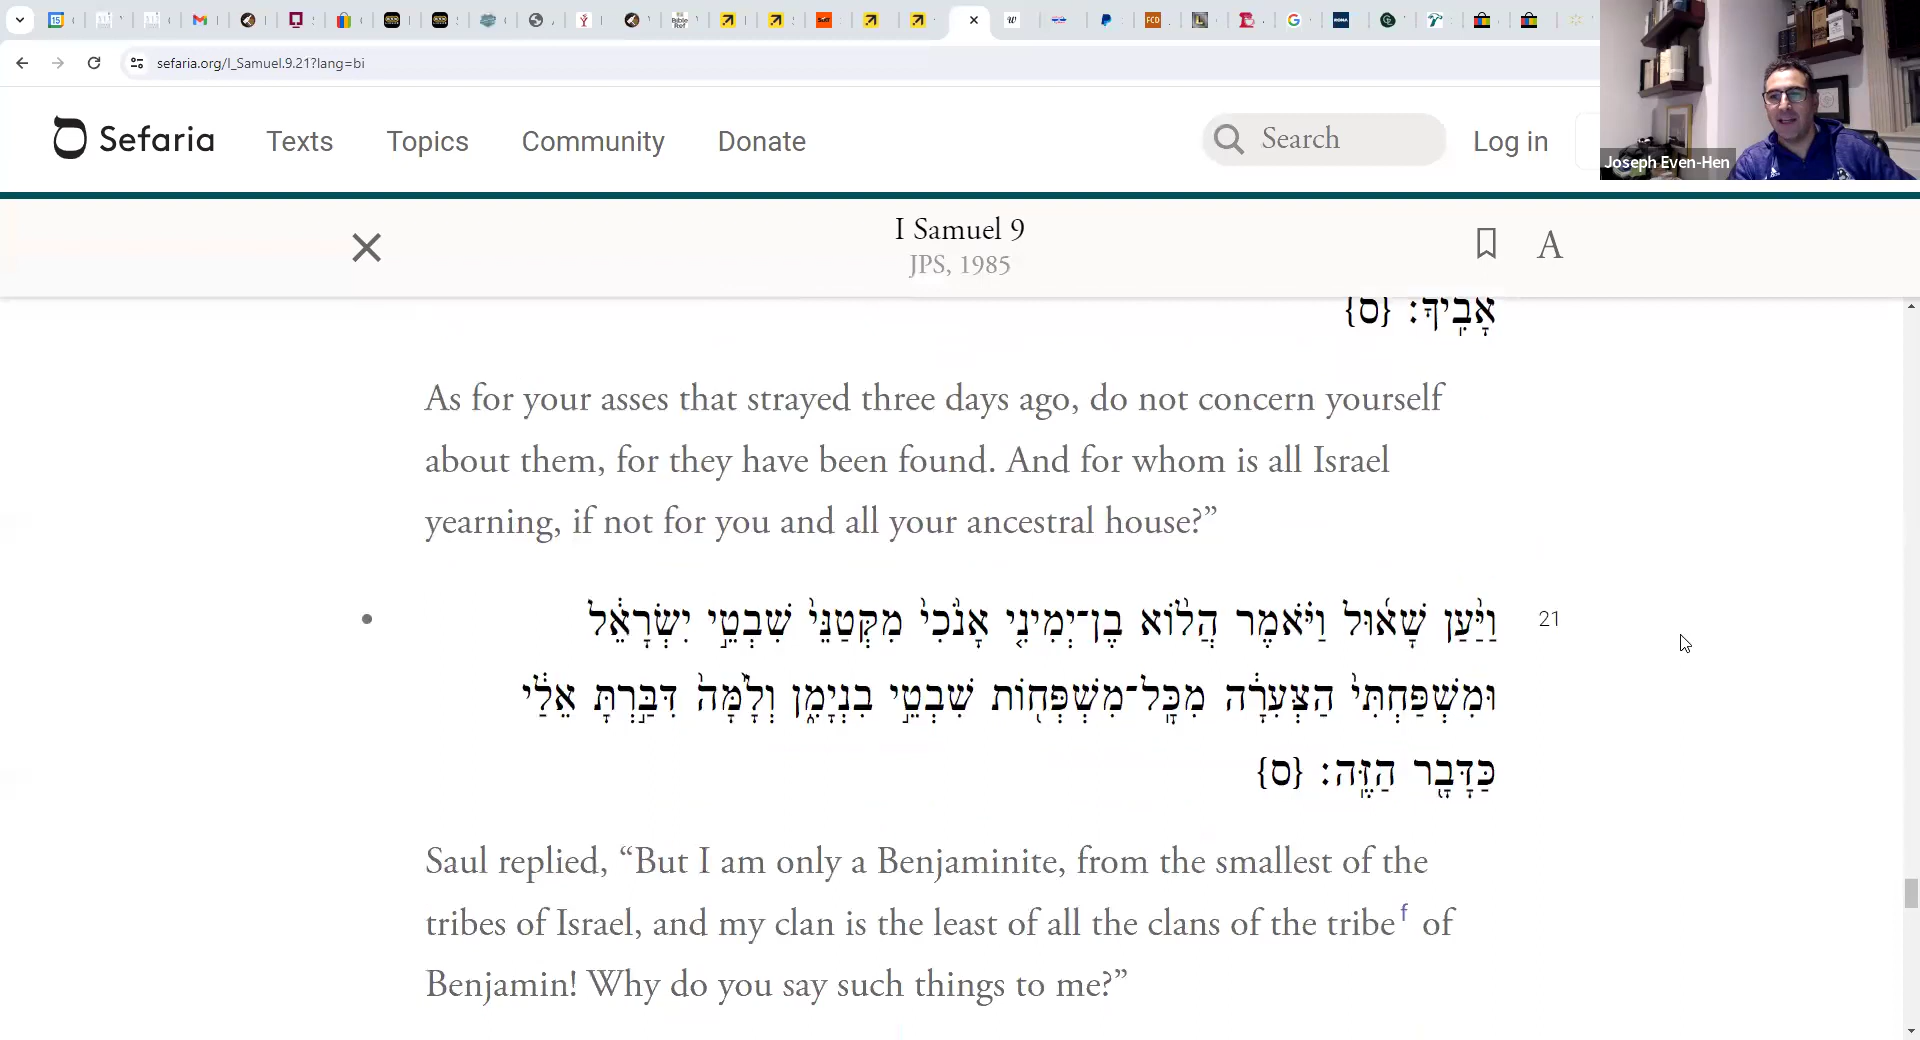 sefaria.org/I_Samuel.9.21?lang=bi
Sefaria Texts Topics Community Donate Search Log in
Joseph Even-Hen
I Samuel 9
A
JPS, 1985
אָבִֽיךָ׃ {ס}
As for your asses that strayed three days ago, do not concern yourself
about them, for they have been found. And for whom is all Israel
yearning, if not for you and all your ancestral house?”
21
וַיַּ֨עַן שָׁא֜וּל וַיֹּ֗אמֶר הֲל֨וֹא בֶן־יְמִינִ֤י אָנֹ֙כִי֙ מִקְּטַנֵּי֙ שִׁבְטֵ֣י יִשְׂרָאֵ֔ל
וּמִשְׁפַּחְתִּי֙ הַצְּעִרָ֔ה מִכׇּֽל־מִשְׁפְּח֖וֹת שִׁבְטֵ֣י בִנְיָמִ֑ן וְלָ֙מָּה֙ דִּבַּ֣רְתָּ אֵלַ֔י
כַּדָּבָ֖ר הַזֶּֽה׃ {ס}
Saul replied, “But I am only a Benjaminite, from the smallest of the
tribes of Israel, and my clan is the least of all the clans of the tribe f of
Benjamin! Why do you say such things to me?”